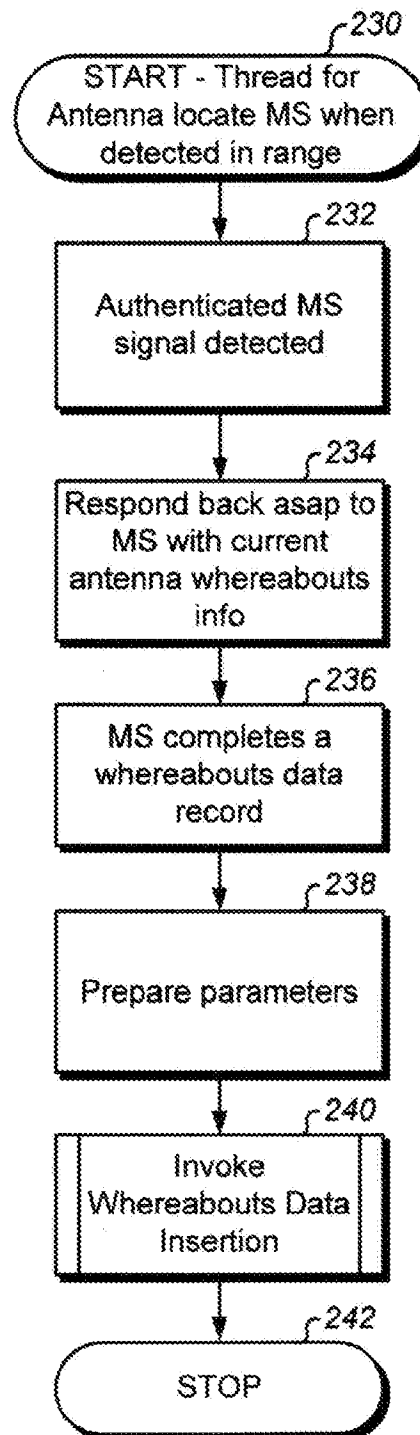 230
START - Thread for
Antenna locate MS when
detected in range
232
Authenticated MS
signal detected
234
Respond back asap to
MS with current
antenna whereabouts
info
236
MS completes a
whereabouts data
record
238
Prepare parameters
240
Invoke
Whereabouts Data
Insertion
242
STOP